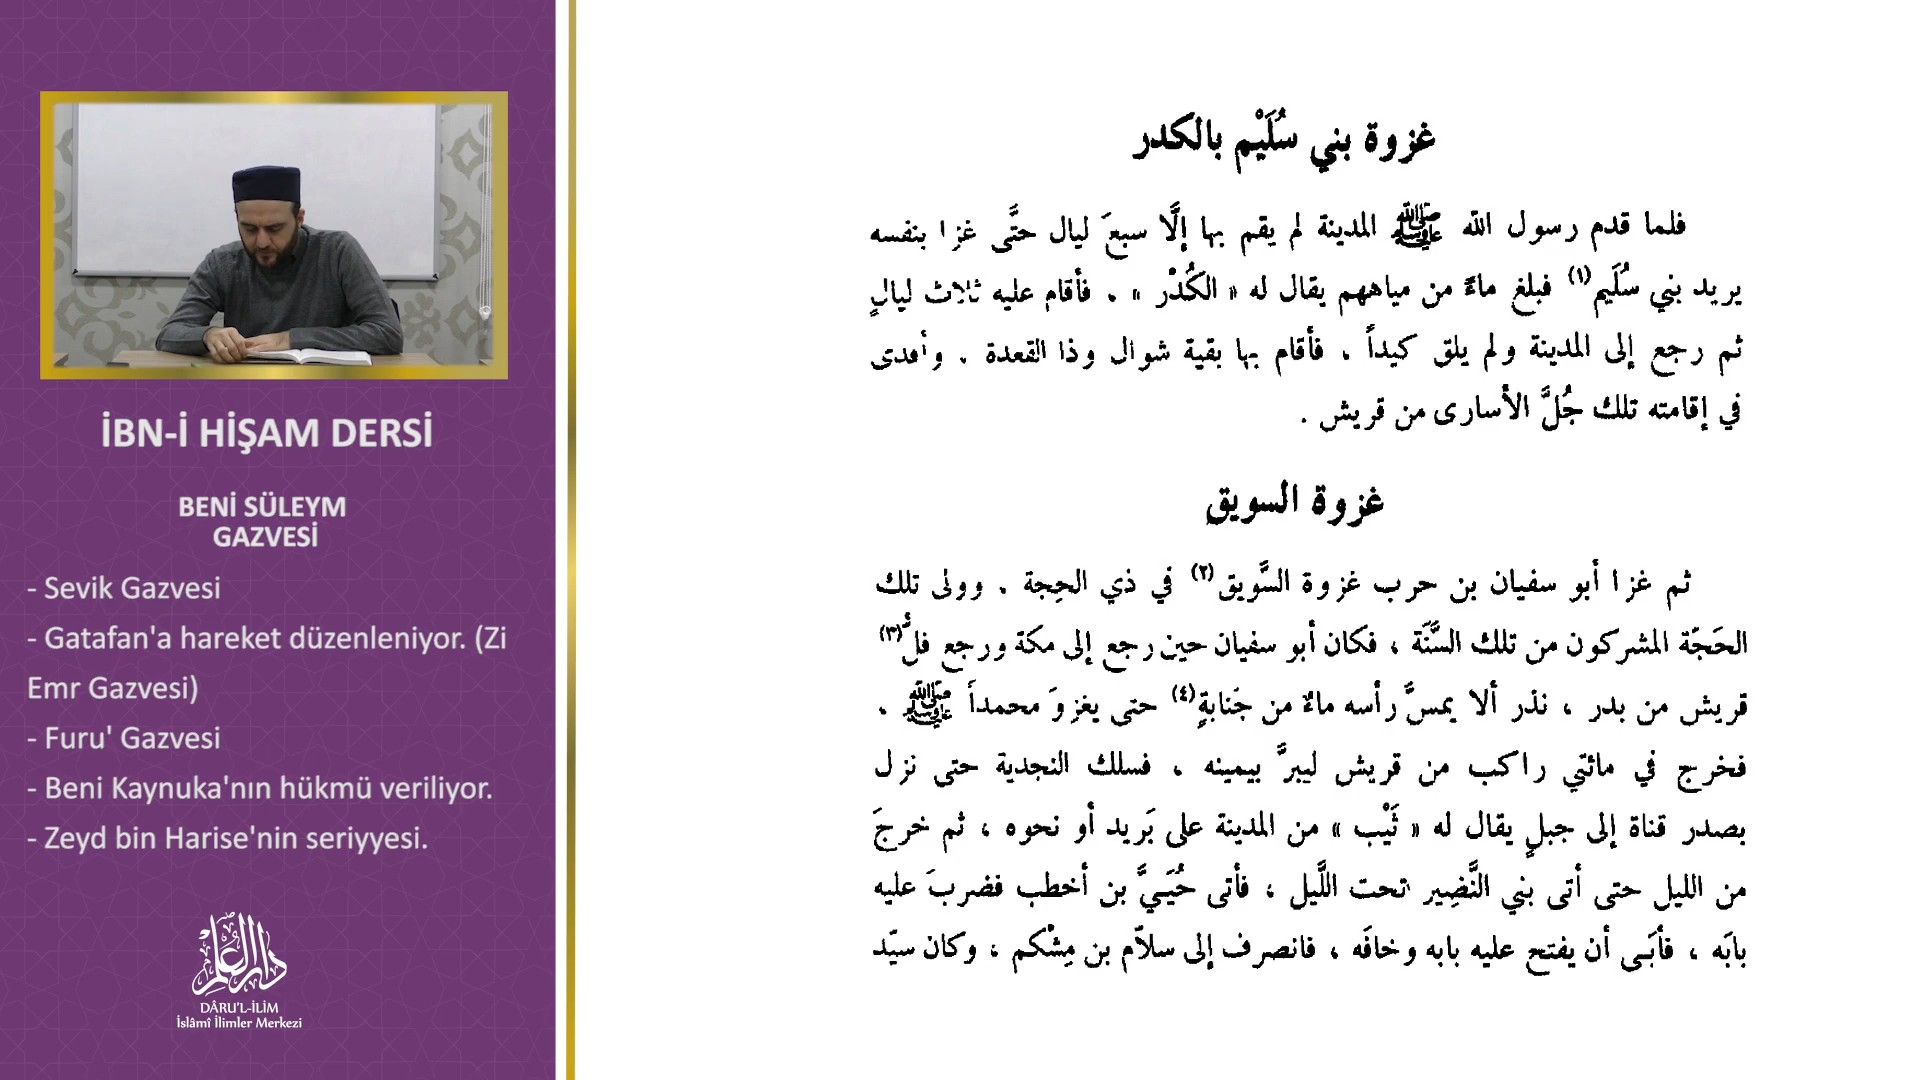 İBN-İ HİŞAM DERSİ
BENİ SÜLEYM
GAZVESİ
- Sevik Gazvesi
- Gatafan'a hareket düzenleniyor. (Zi
Emr Gazvesi)
- Furu' Gazvesi
- Beni Kaynuka'nın hükmü veriliyor.
- Zeyd bin Harise'nin seriyyesi.
دار العلم
DÂRU'L-İLİM
İslâmî İlimler Merkezi
غزوة بني سُلَيْم بالكدر
فلما قدم رسول الله ﷺ المدينة لم يقم بها إلَّا سبعَ ليال حتَّى غزا بنفسه
يريد بني سُلَيم(١) فبلغ ماءً من مياههم يقال له « الكُدْر » . فأقام عليه ثلاث ليالٍ
ثم رجع إلى المدينة ولم يلق كيداً . فأقام بها بقية شوال وذا القعدة . وأفدى
في إقامته تلك جُلَّ الأسارى من قريش .
غزوة السويق
ثم غزا أبو سفيان بن حرب غزوة السَّويق(٢) في ذي الحِجة . وولى تلك
الحَجّة المشركون من تلك السَّنَة ، فكان أبو سفيان حين رجع إلى مكة ورجع فلُّ(٣)
قريش من بدر ، نذر ألا يمسَّ رأسه ماءٌ من جَنابةٍ(٤) حتى يغزوَ محمداً ﷺ .
فخرج في مائتي راكب من قريش ليبرَّ بيمينه ، فسلك النجدية حتى نزل
بصدر قناة إلى جبلٍ يقال له « ثَيْب » من المدينة على بَريد أو نحوه ، ثم خرجَ
من الليل حتى أتى بني النَّضِير تحت اللَّيل ، فأتى حُيَـيَّ بن أخطب فضربَ عليه
بابَه ، فأبَـى أن يفتح عليه بابه وخافَه ، فانصرف إلى سلاّم بن مِشْكم ، وكان سيّد